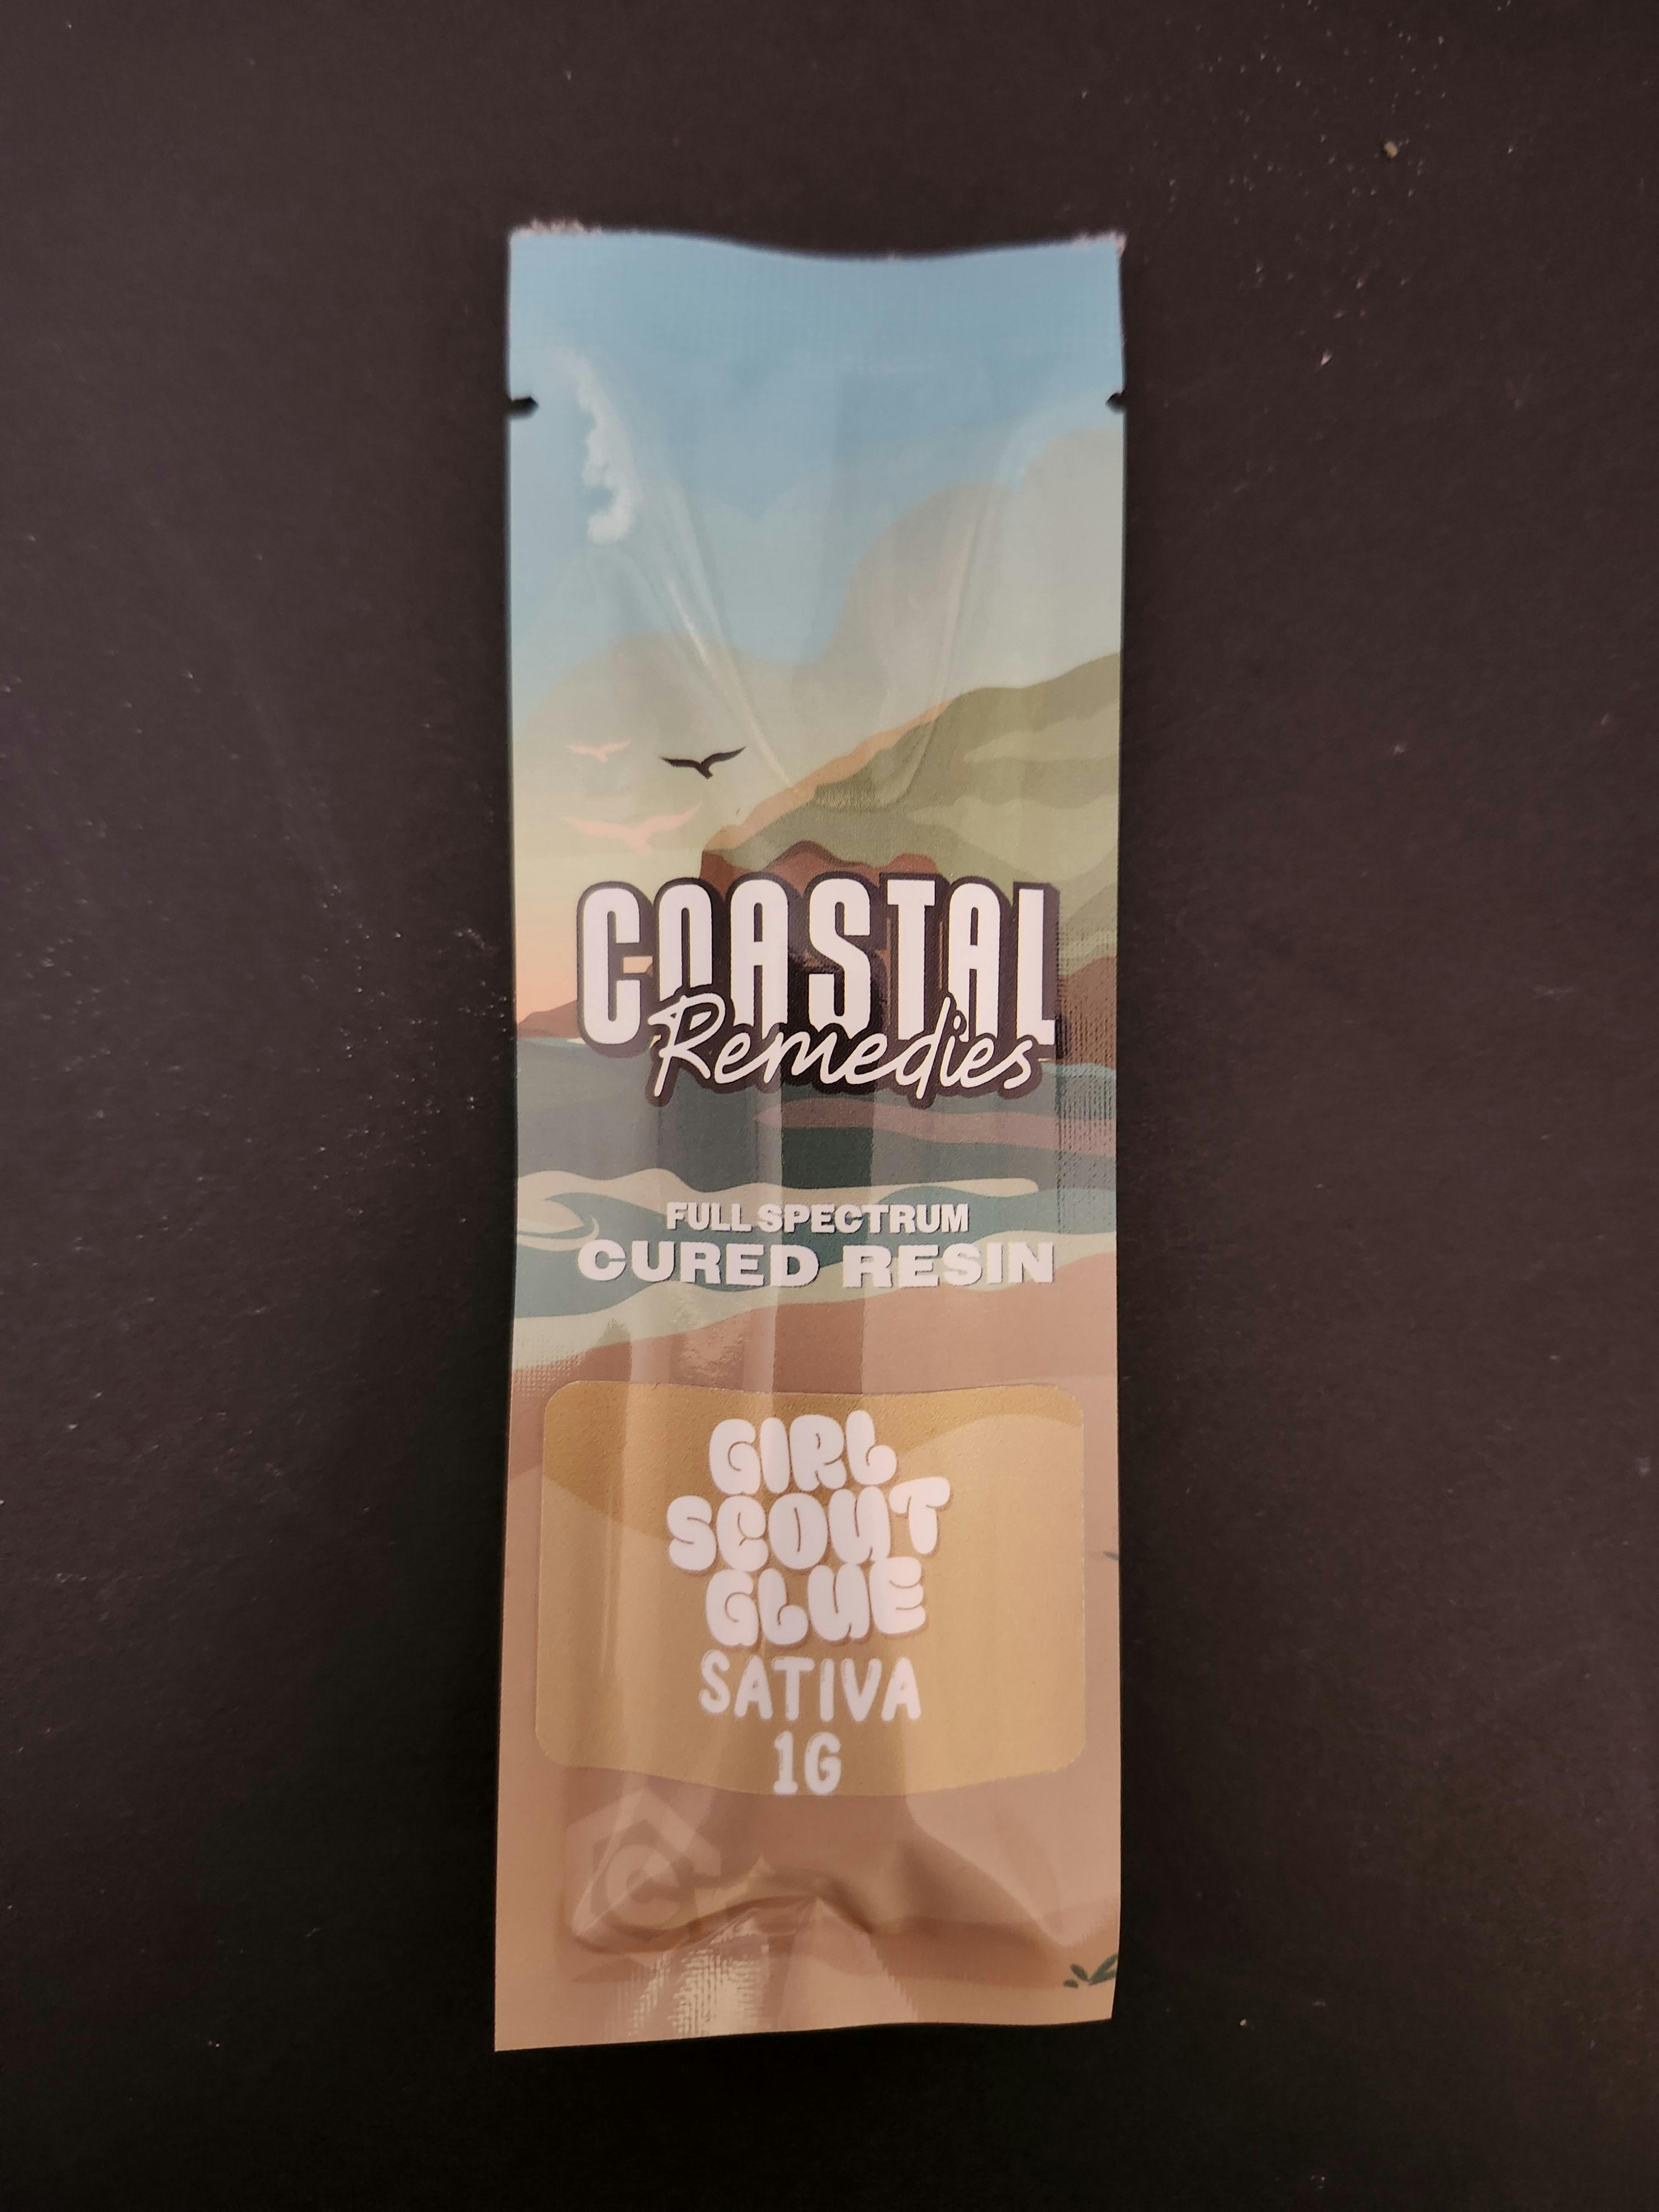 COASTAL
Remedies
FULL SPECTRUM
CURED RESIN
GIRL
SCOUT
GLUE
SATIVA
1G
C